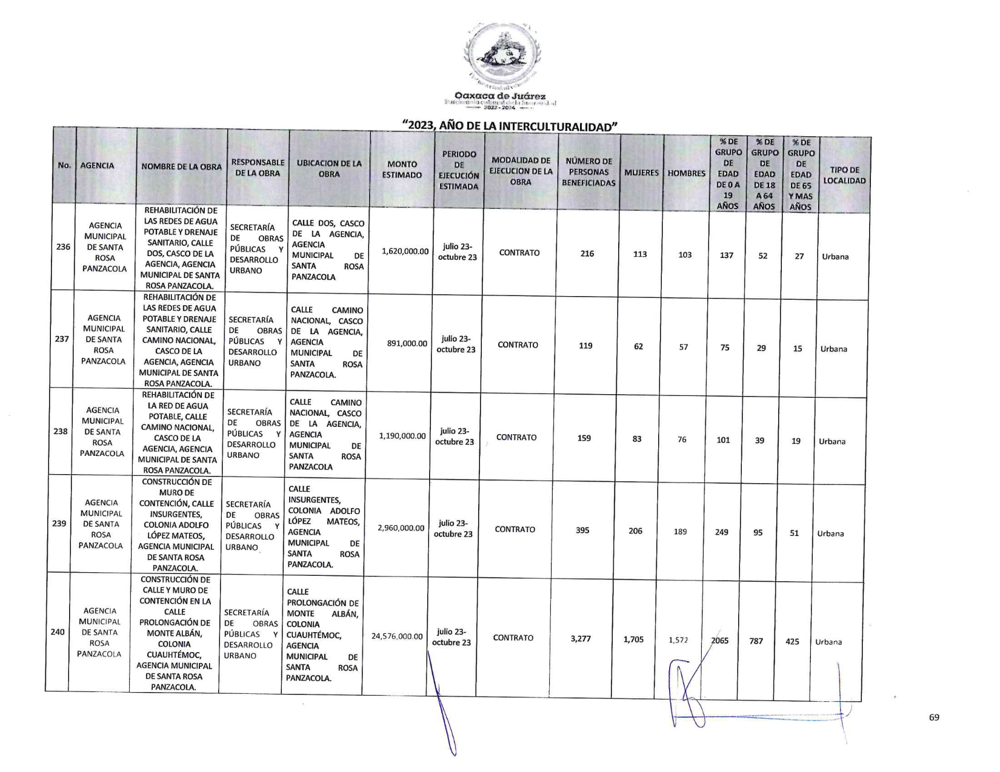 Oaxaca de Juárez
2022 - 2024
“2023, AÑO DE LA INTERCULTURALIDAD”
No.
AGENCIA
NOMBRE DE LA OBRA
RESPONSABLE
DE LA OBRA
UBICACION DE LA
OBRA
MONTO
ESTIMADO
PERIODO
DE
EJECUCIÓN
ESTIMADA
MODALIDAD DE
EJECUCION DE LA
OBRA
NÚMERO DE
PERSONAS
BENEFICIADAS
MUJERES
HOMBRES
% DE
GRUPO
DE
EDAD
DE 0 A
19
AÑOS
% DE
GRUPO
DE
EDAD
DE 18
A 64
AÑOS
% DE
GRUPO
DE
EDAD
DE 65
Y MAS
AÑOS
TIPO DE
LOCALIDAD
236
AGENCIA
MUNICIPAL
DE SANTA
ROSA
PANZACOLA
REHABILITACIÓN DE
LAS REDES DE AGUA
POTABLE Y DRENAJE
SANITARIO, CALLE
DOS, CASCO DE LA
AGENCIA, AGENCIA
MUNICIPAL DE SANTA
ROSA PANZACOLA.
SECRETARÍA
DE OBRAS
PÚBLICAS Y
DESARROLLO
URBANO
CALLE DOS, CASCO
DE LA AGENCIA,
AGENCIA
MUNICIPAL DE
SANTA ROSA
PANZACOLA
1,620,000.00
julio 23-
octubre 23
CONTRATO
216
113
103
137
52
27
Urbana
237
AGENCIA
MUNICIPAL
DE SANTA
ROSA
PANZACOLA
REHABILITACIÓN DE
LAS REDES DE AGUA
POTABLE Y DRENAJE
SANITARIO, CALLE
CAMINO NACIONAL,
CASCO DE LA
AGENCIA, AGENCIA
MUNICIPAL DE SANTA
ROSA PANZACOLA.
SECRETARÍA
DE OBRAS
PÚBLICAS Y
DESARROLLO
URBANO
CALLE CAMINO
NACIONAL, CASCO
DE LA AGENCIA,
AGENCIA
MUNICIPAL DE
SANTA ROSA
PANZACOLA.
891,000.00
julio 23-
octubre 23
CONTRATO
119
62
57
75
29
15
Urbana
238
AGENCIA
MUNICIPAL
DE SANTA
ROSA
PANZACOLA
REHABILITACIÓN DE
LA RED DE AGUA
POTABLE, CALLE
CAMINO NACIONAL,
CASCO DE LA
AGENCIA, AGENCIA
MUNICIPAL DE SANTA
ROSA PANZACOLA.
SECRETARÍA
DE OBRAS
PÚBLICAS Y
DESARROLLO
URBANO
CALLE CAMINO
NACIONAL, CASCO
DE LA AGENCIA,
AGENCIA
MUNICIPAL DE
SANTA ROSA
PANZACOLA
1,190,000.00
julio 23-
octubre 23
CONTRATO
159
83
76
101
39
19
Urbana
239
AGENCIA
MUNICIPAL
DE SANTA
ROSA
PANZACOLA
CONSTRUCCIÓN DE
MURO DE
CONTENCIÓN, CALLE
INSURGENTES,
COLONIA ADOLFO
LÓPEZ MATEOS,
AGENCIA MUNICIPAL
DE SANTA ROSA
PANZACOLA.
SECRETARÍA
DE OBRAS
PÚBLICAS Y
DESARROLLO
URBANO
CALLE
INSURGENTES,
COLONIA ADOLFO
LÓPEZ MATEOS,
AGENCIA
MUNICIPAL DE
SANTA ROSA
PANZACOLA.
2,960,000.00
julio 23-
octubre 23
CONTRATO
395
206
189
249
95
51
Urbana
240
AGENCIA
MUNICIPAL
DE SANTA
ROSA
PANZACOLA
CONSTRUCCIÓN DE
CALLE Y MURO DE
CONTENCIÓN EN LA
CALLE
PROLONGACIÓN DE
MONTE ALBÁN,
COLONIA
CUAUHTÉMOC,
AGENCIA MUNICIPAL
DE SANTA ROSA
PANZACOLA.
SECRETARÍA
DE OBRAS
PÚBLICAS Y
DESARROLLO
URBANO
CALLE
PROLONGACIÓN DE
MONTE ALBÁN,
COLONIA
CUAUHTÉMOC,
AGENCIA
MUNICIPAL DE
SANTA ROSA
PANZACOLA.
24,576,000.00
julio 23-
octubre 23
CONTRATO
3,277
1,705
1,572
2065
787
425
Urbana
69